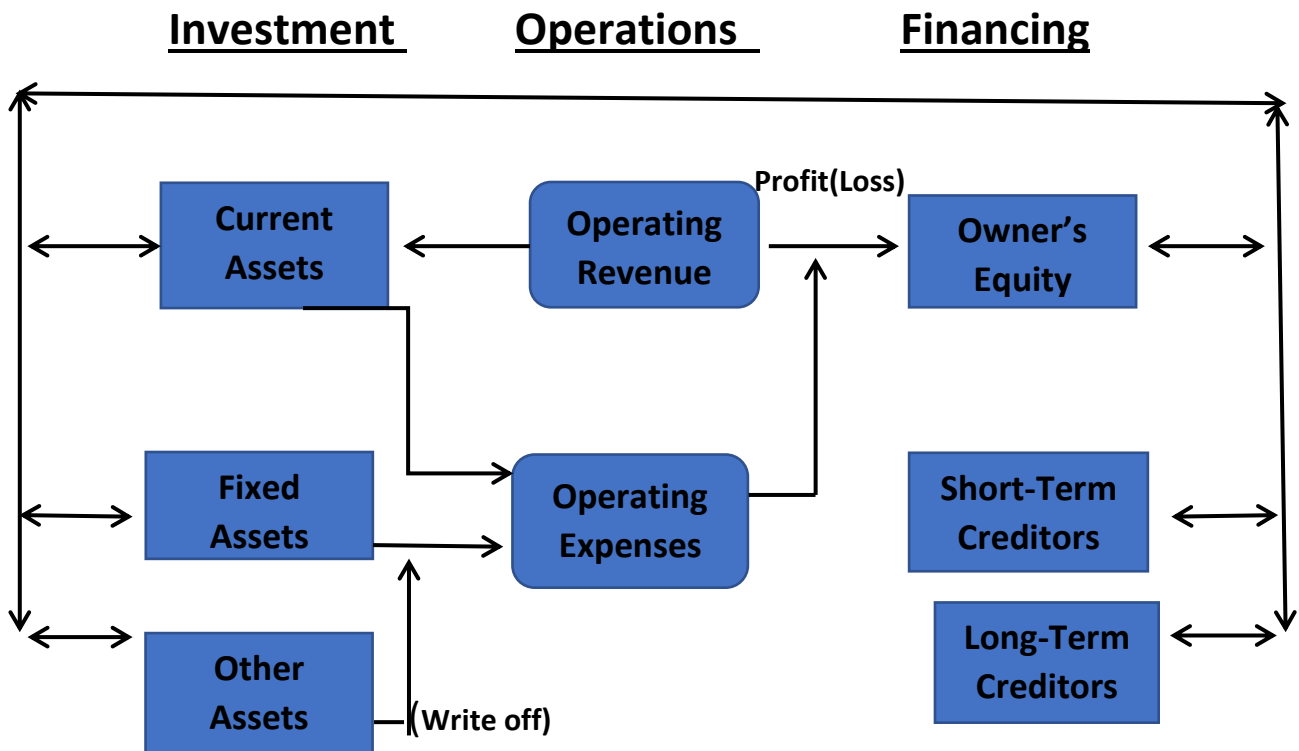 Investment Operations Financing
Profit(Loss)
Current
Assets
Operating
Revenue
Owner’s
Equity
Fixed
Assets
Operating
Expenses
Short-Term
Creditors
Other
Assets
(Write off)
Long-Term
Creditors